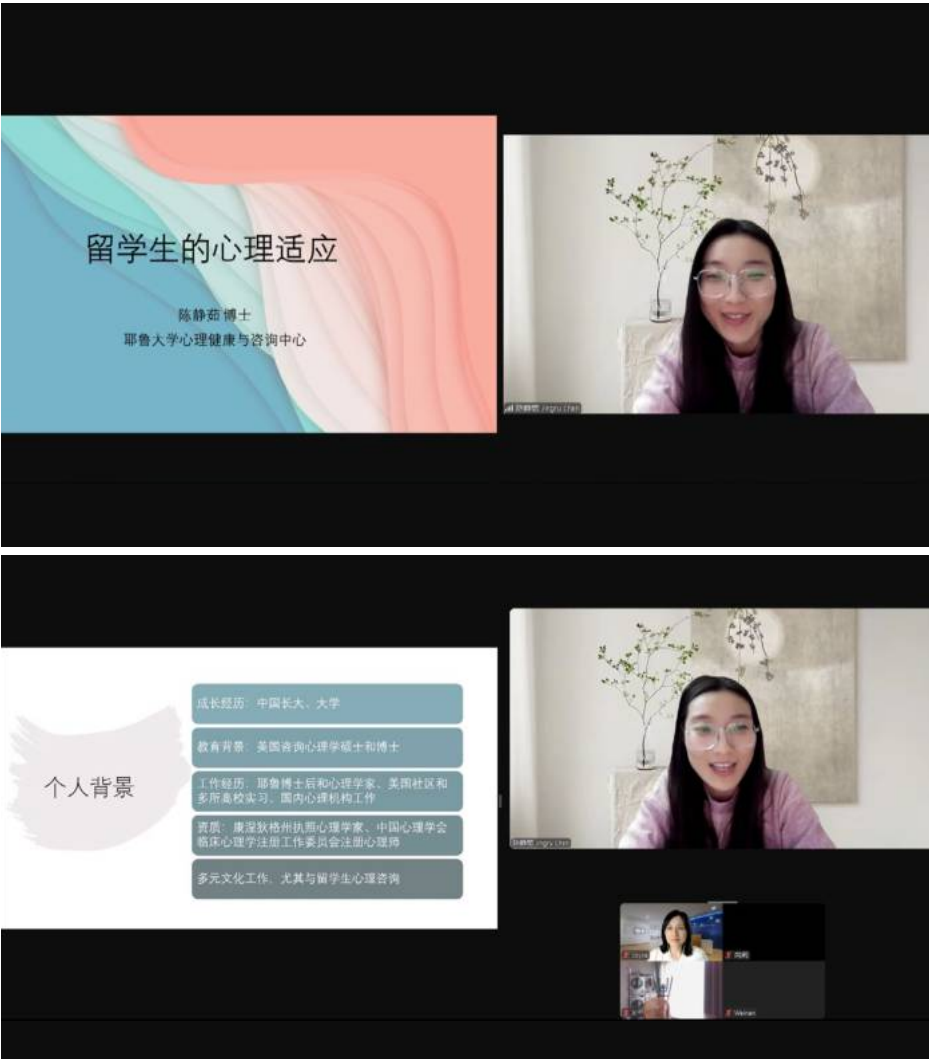 留学生的心理适应
陈静茹 博士
耶鲁大学心理健康与咨询中心
Jingru Chen
个人背景
成长经历：中国长大、大学
教育背景：美国咨询心理学硕士和博士
工作经历：耶鲁博士后和心理学家、美国社区和
多所高校实习、国内心理机构工作
资质：康涅狄格州执照心理学家、中国心理学会
临床心理学注册工作委员会注册心理师
多元文化工作，尤其与留学生心理咨询
Jingru Chen